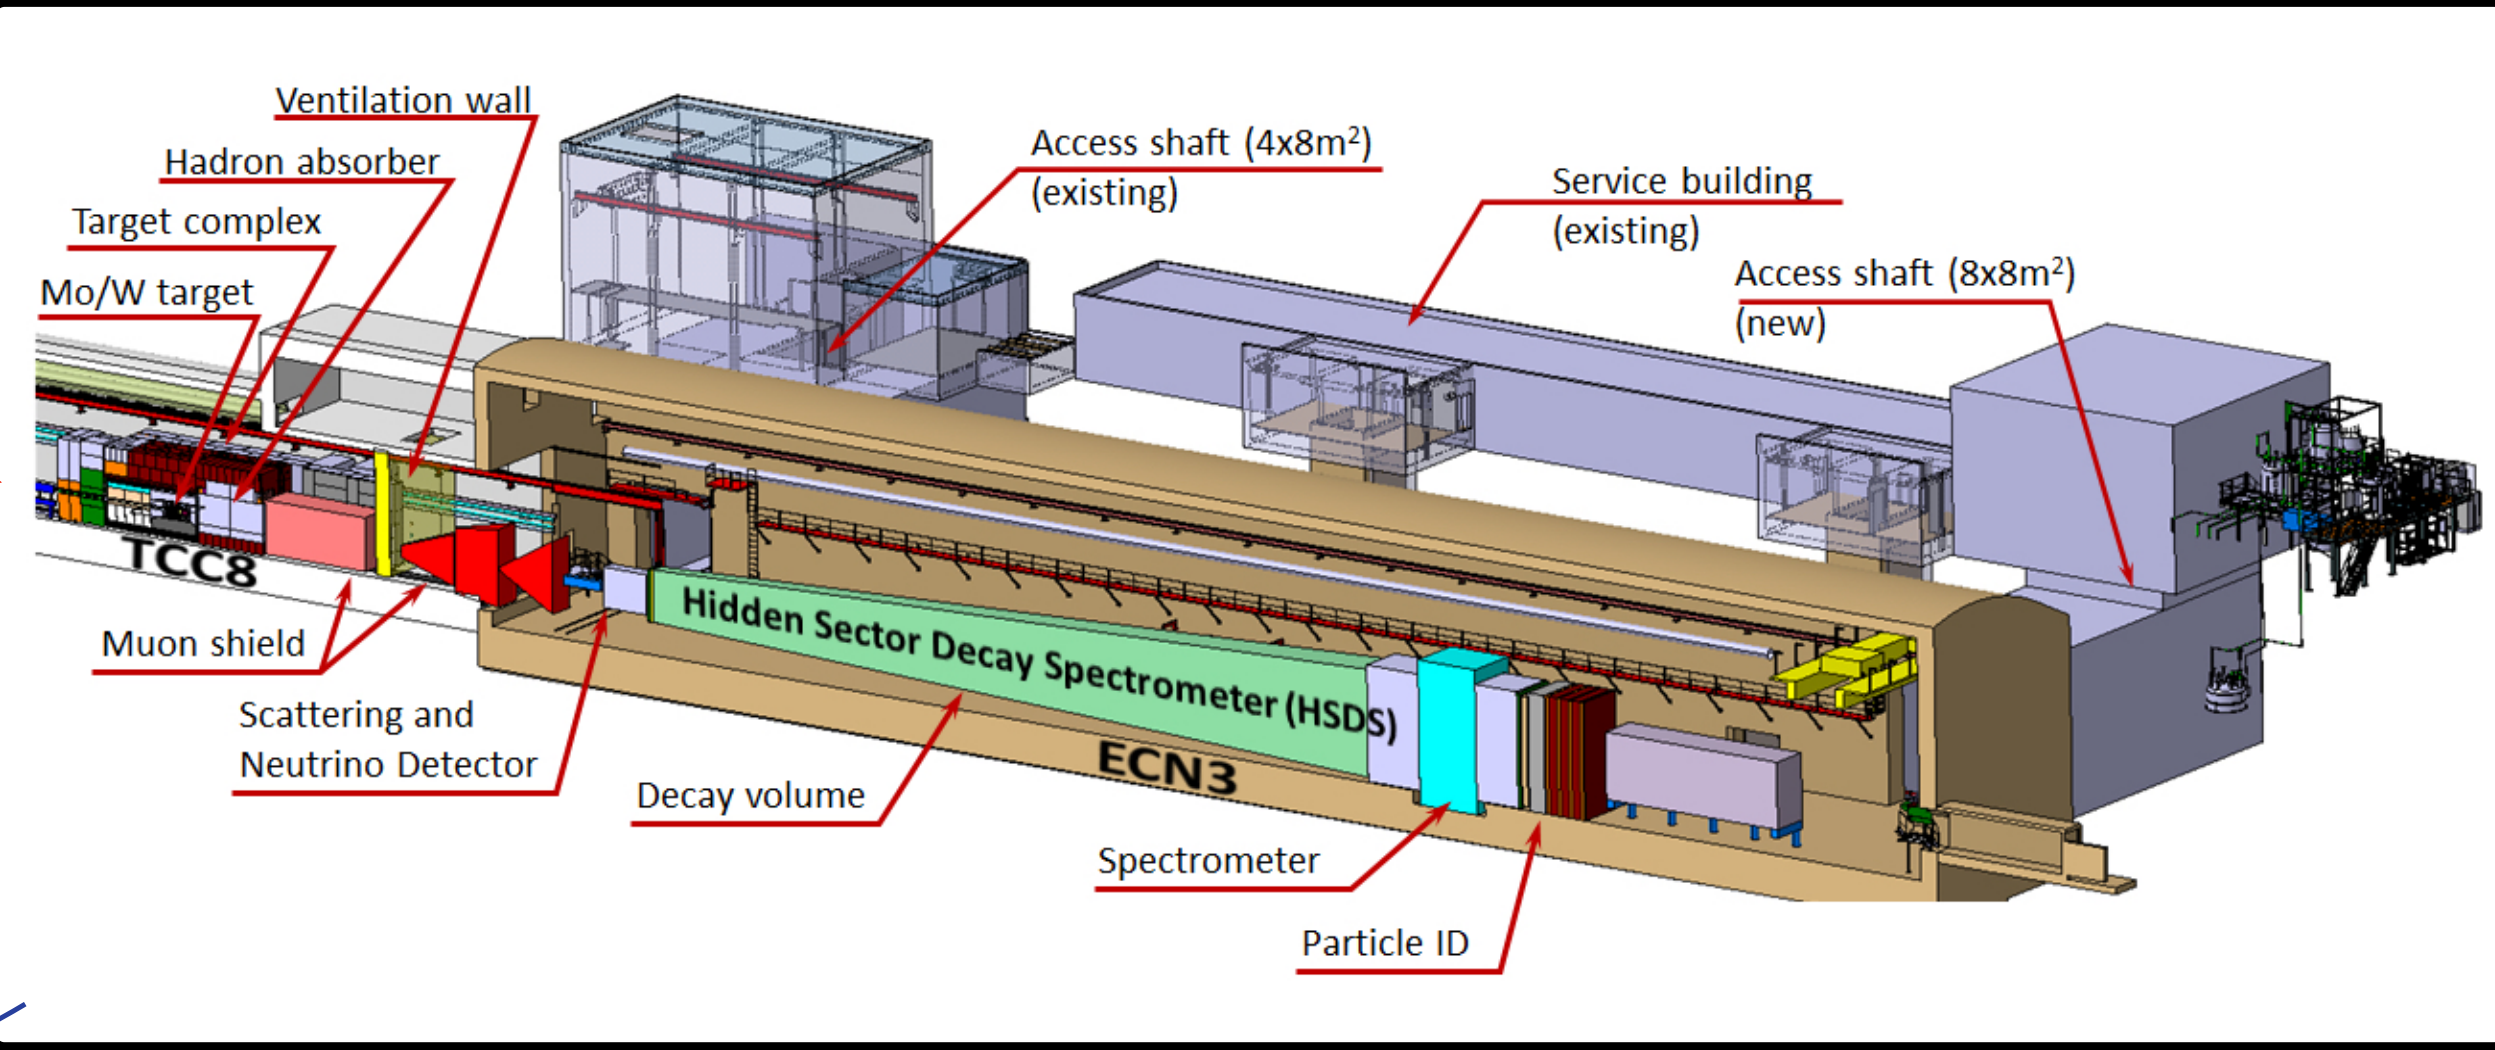 Ventilation wall
Hadron absorber
Target complex
Mo/W target
Access shaft (4x8m²)
(existing)
Service building
(existing)
Access shaft (8x8m²)
(new)
TCC8
Muon shield
Scattering and
Neutrino Detector
Hidden Sector Decay Spectrometer (HSDS)
Decay volume
ECN3
Spectrometer
Particle ID